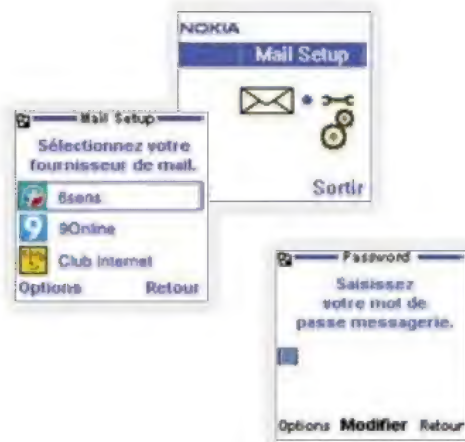 NOKIA
Mail Setup
Sortir
Mail Setup
Sélectionnez votre
fournisseur de mail.
6sens
9 9Online
Club Internet
Options Retour
Password
Saisissez
votre mot de
passe messagerie.
Options Modifier Retour